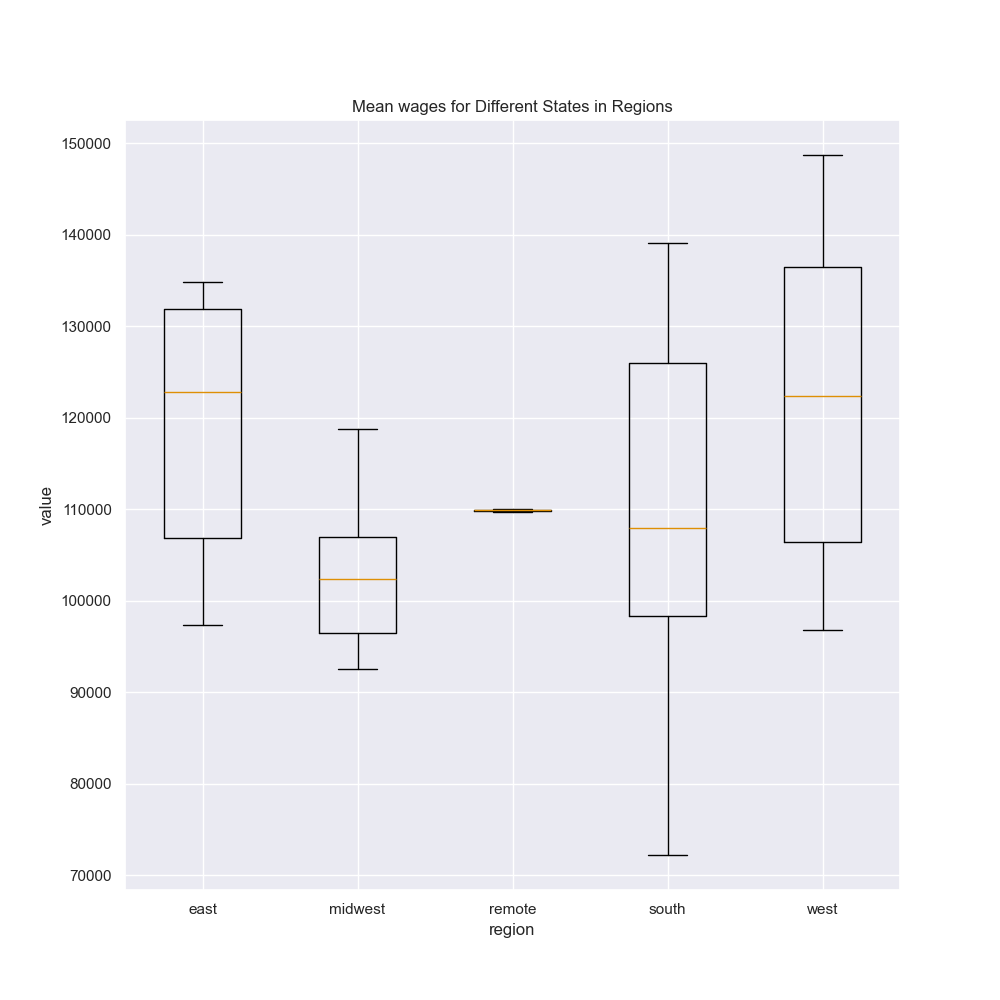 Mean wages for Different States in Regions
150000
140000
130000
120000
110000
100000
90000
80000
70000
value
east midwest remote south west
region